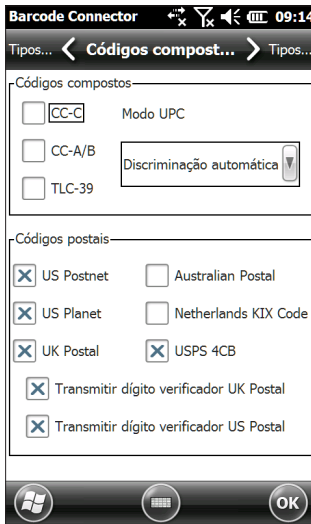 Barcode Connector 09:14
Tipos... Códigos compost... Tipos...
Códigos compostos
CC-C Modo UPC
CC-A/B
Discriminação automática
TLC-39
Códigos postais
US Postnet Australian Postal
US Planet Netherlands KIX Code
UK Postal USPS 4CB
Transmitir dígito verificador UK Postal
Transmitir dígito verificador US Postal
OK